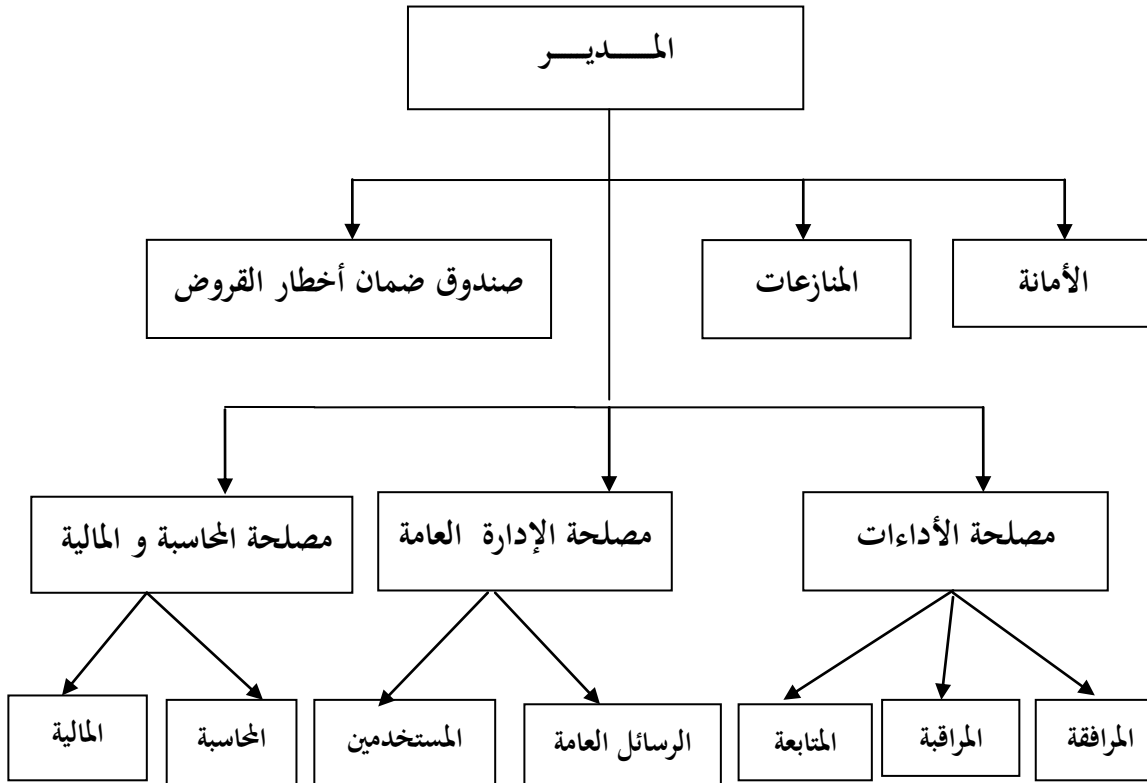 المـــــديـــر
الأمانة
المنازعات
صندوق ضمان أخطار القروض
مصلحة الأداءات
مصلحة الإدارة العامة
مصلحة المحاسبة و المالية
المرافقة
المراقبة
المتابعة
الرسائل العامة
المستخدمين
المحاسبة
المالية